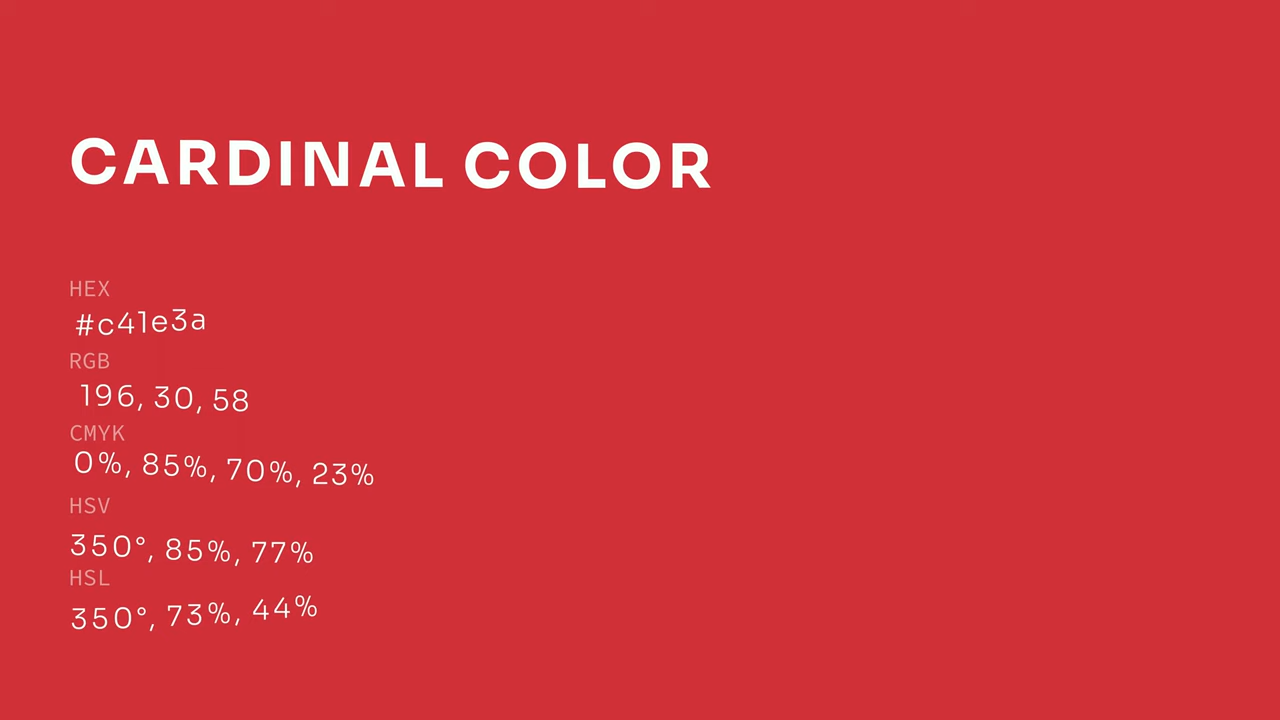 CARDINAL COLOR
HEX
#c41e3a
RGB
196, 30, 58
CMYK
0%, 85%, 70%, 23%
HSV
350°, 85%, 77%
HSL
350°, 73%, 44%